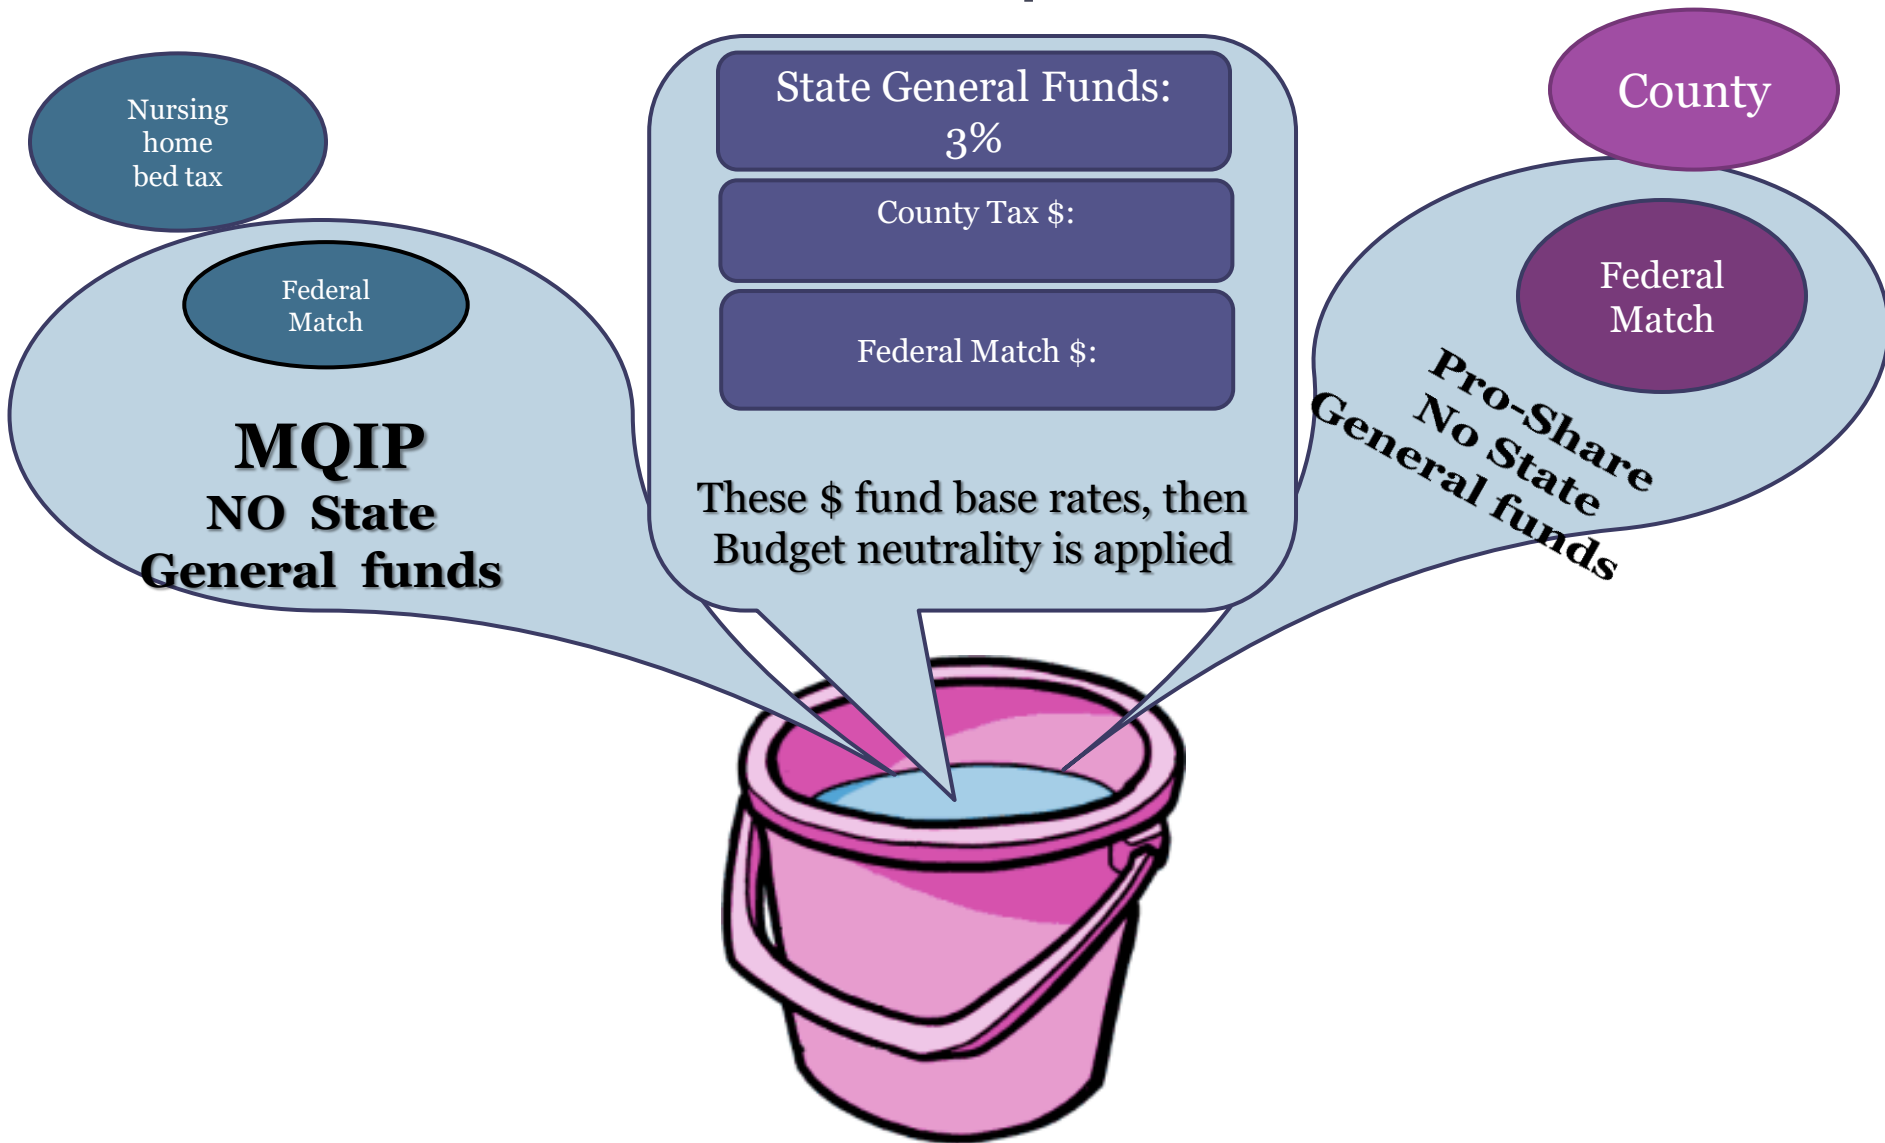 Nursing
home
bed tax
Federal
Match
MQIP
NO State
General funds
State General Funds:
3%
County Tax $:
Federal Match $:
These $ fund base rates, then
Budget neutrality is applied
County
Federal
Match
Pro-Share
No State
General funds